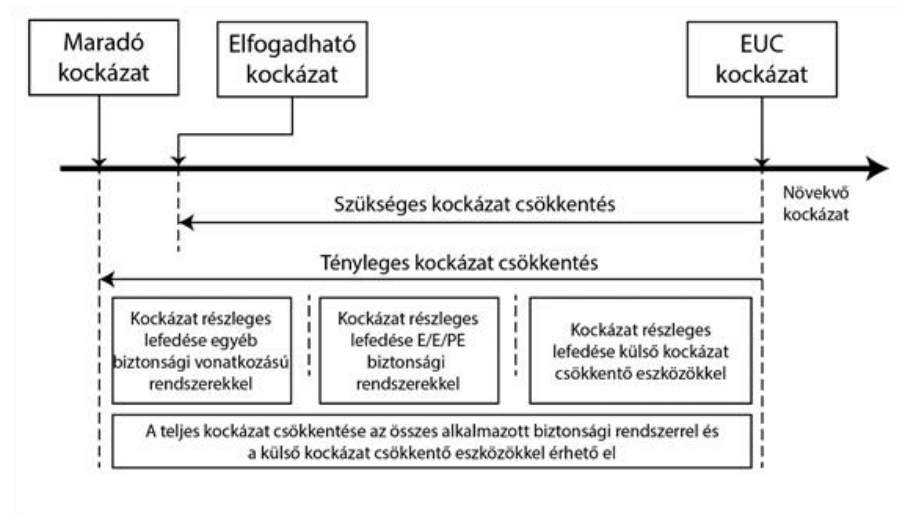 Maradó
kockázat
Elfogadható
kockázat
EUC
kockázat
Növekvő
kockázat
Szükséges kockázat csökkentés
Tényleges kockázat csökkentés
Kockázat részleges
lefedése egyéb
biztonsági vonatkozású
rendszerekkel
Kockázat részleges
lefedése E/E/PE
biztonsági
rendszerekkel
Kockázat részleges
lefedése külső kockázat
csökkentő eszközökkel
A teljes kockázat csökkentése az összes alkalmazott biztonsági rendszerrel és
a külső kockázat csökkentő eszközökkel érhető el